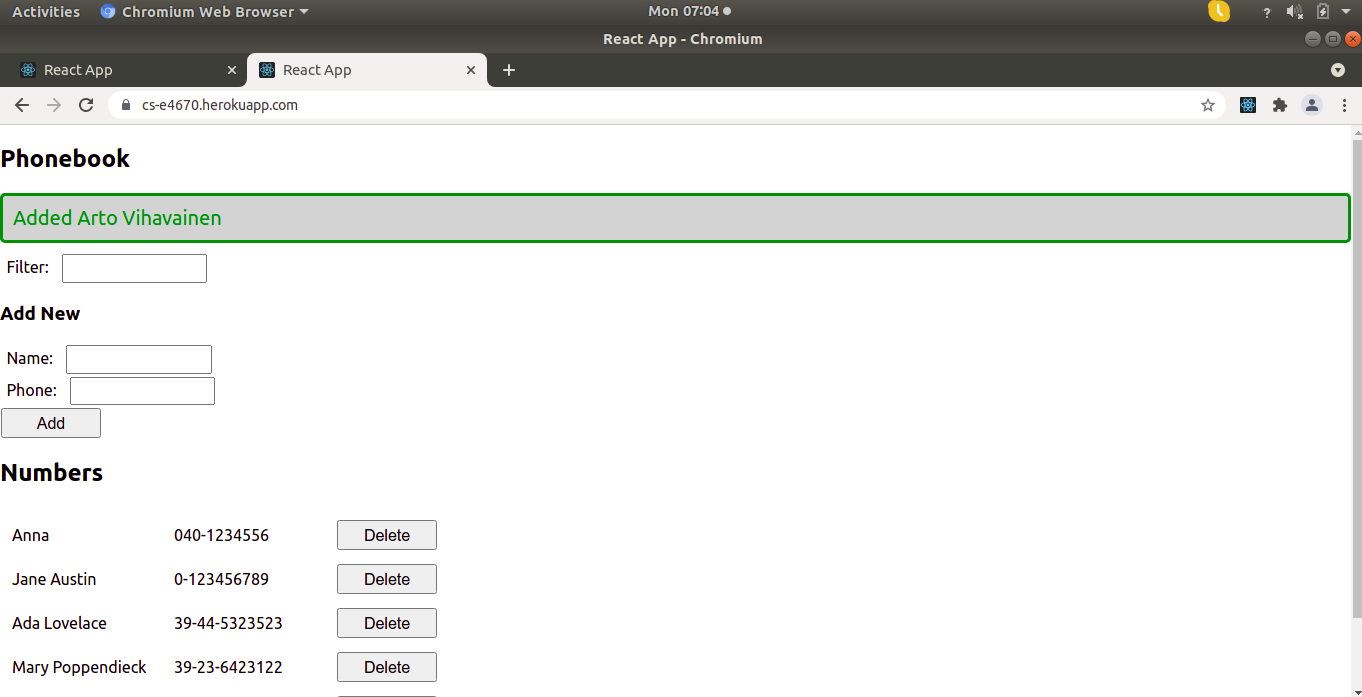 Activities Chromium Web Browser Mon 07:04 ?
React App - Chromium
React App React App
cs-e4670.herokuapp.com
Phonebook
Added Arto Vihavainen
Filter:
Add New
Name:
Phone:
Add
Numbers
Anna 040-1234556 Delete
Jane Austin 0-123456789 Delete
Ada Lovelace 39-44-5323523 Delete
Mary Poppendieck 39-23-6423122 Delete